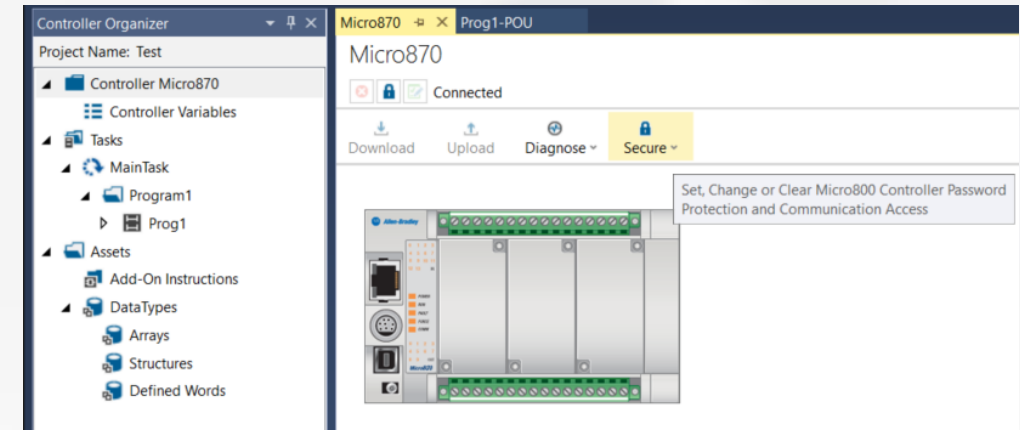 Controller Organizer
Project Name: Test
Controller Micro870
Controller Variables
Tasks
MainTask
Program1
Prog1
Assets
Add-On Instructions
DataTypes
Arrays
Structures
Defined Words
Micro870
Prog1-POU
Micro870
Connected
Download
Upload
Diagnose
Secure
Set, Change or Clear Micro800 Controller Password
Protection and Communication Access
Allen-Bradley